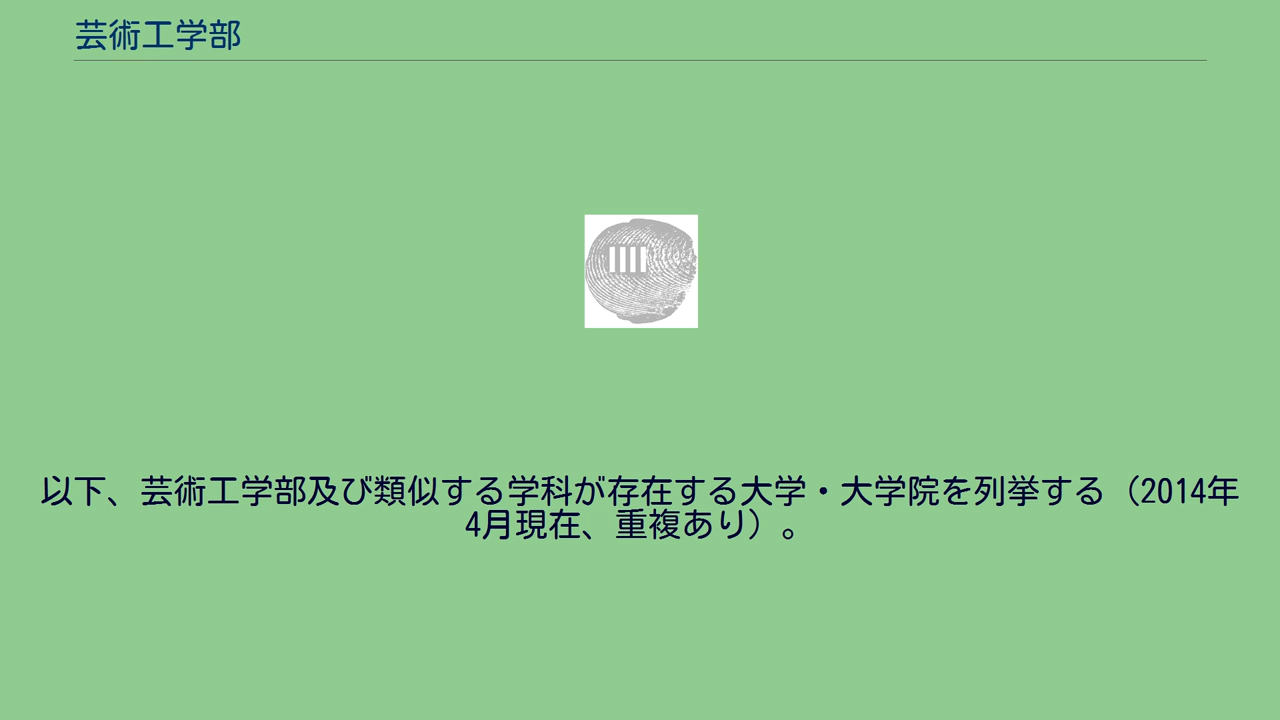 芸術工学部
以下、芸術工学部及び類似する学科が存在する大学・大学院を列挙する（2014年
4月現在、重複あり）。